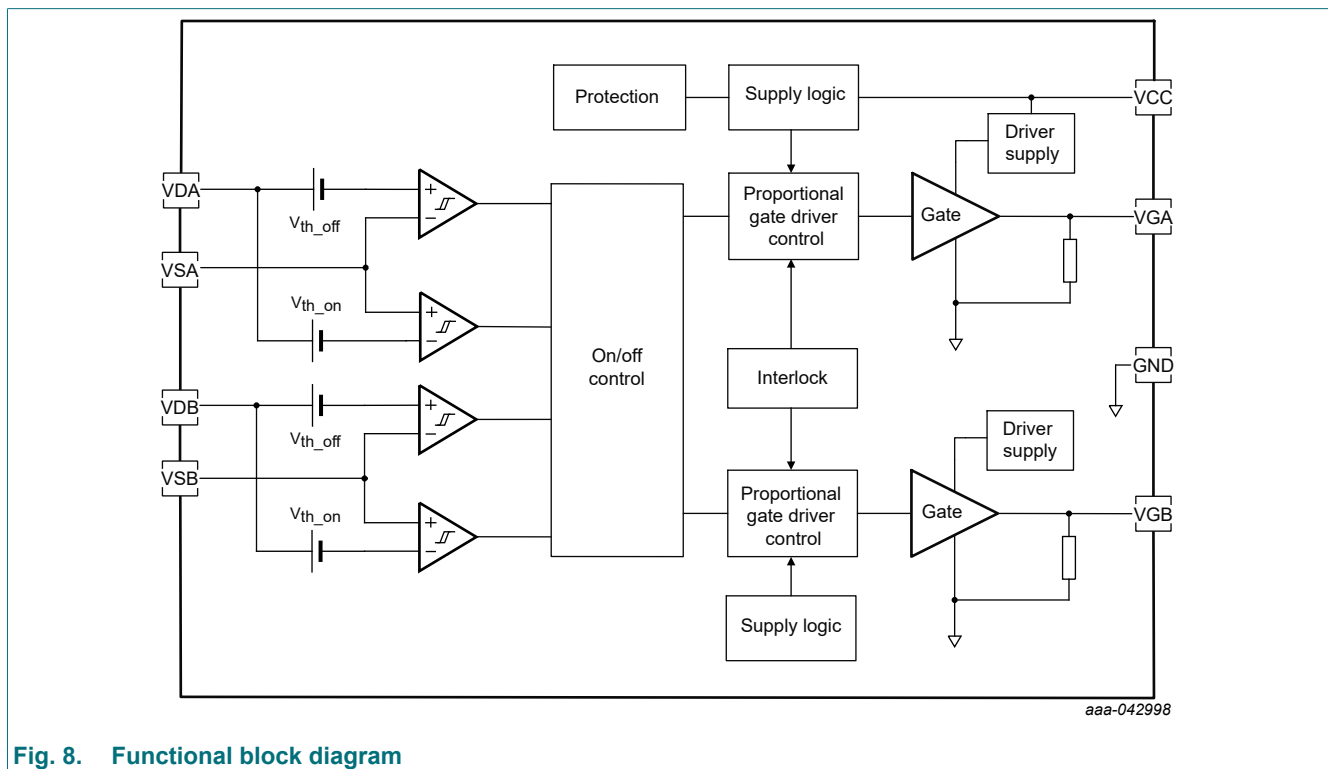 Protection
Supply logic
VCC
Driver
supply
VDA
+
−
Vth_off
Proportional
gate driver
control
Gate
VGA
VSA
Vth_on
+
−
On/off
control
Interlock
GND
VDB
+
−
Vth_off
Driver
supply
VSB
Vth_on
+
−
Proportional
gate driver
control
Gate
VGB
Supply logic
aaa-042998
Fig. 8. Functional block diagram